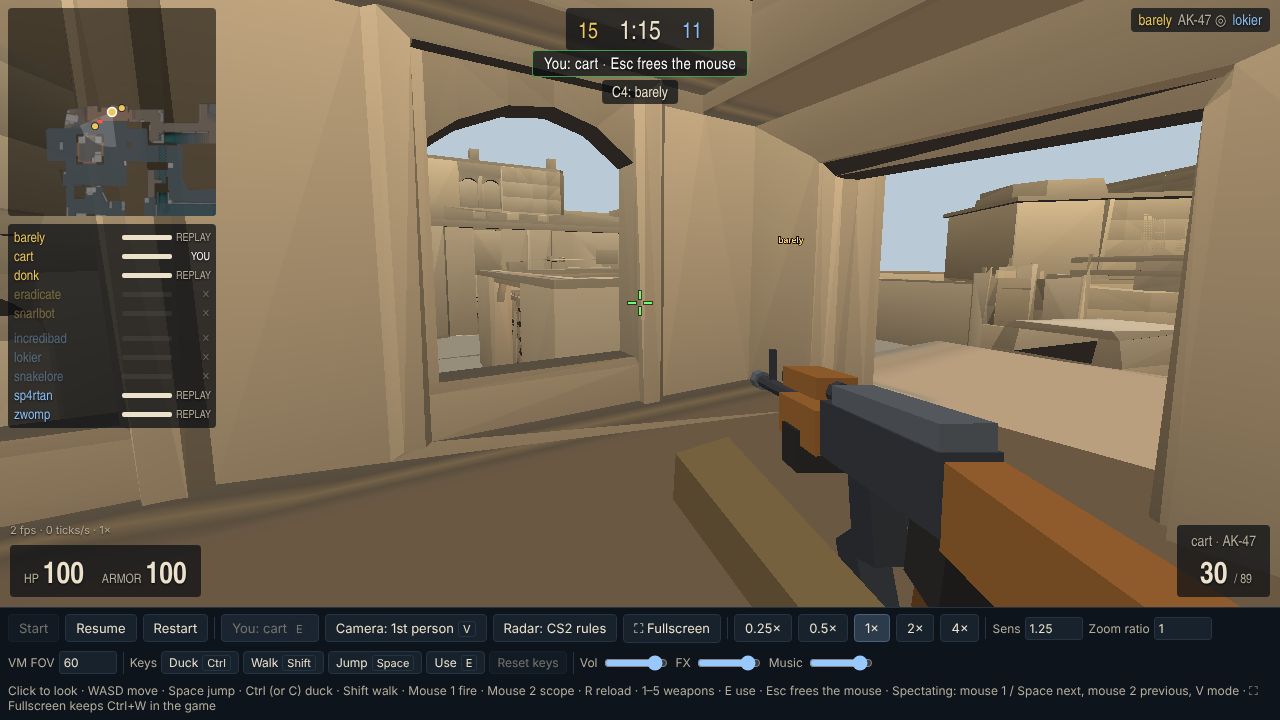 15 1:15 11
You: cart · Esc frees the mouse
C4: barely
barely AK-47 ◎ lokier
barely REPLAY
cart YOU
donk REPLAY
eradicate ×
snarlbot ×
incredibad ×
lokier ×
snakelore ×
sp4rtan REPLAY
zwomp REPLAY
barely
2 fps · 0 ticks/s · 1×
HP 100 ARMOR 100
cart · AK-47
30 / 89
Start Resume Restart You: cart E Camera: 1st person V Radar: CS2 rules ⛶ Fullscreen 0.25× 0.5× 1× 2× 4× Sens 1.25 Zoom ratio 1
VM FOV 60 Keys Duck Ctrl Walk Shift Jump Space Use E Reset keys Vol FX Music
Click to look · WASD move · Space jump · Ctrl (or C) duck · Shift walk · Mouse 1 fire · Mouse 2 scope · R reload · 1–5 weapons · E use · Esc frees the mouse · Spectating: mouse 1 / Space next, mouse 2 previous, V mode · ⛶
Fullscreen keeps Ctrl+W in the game